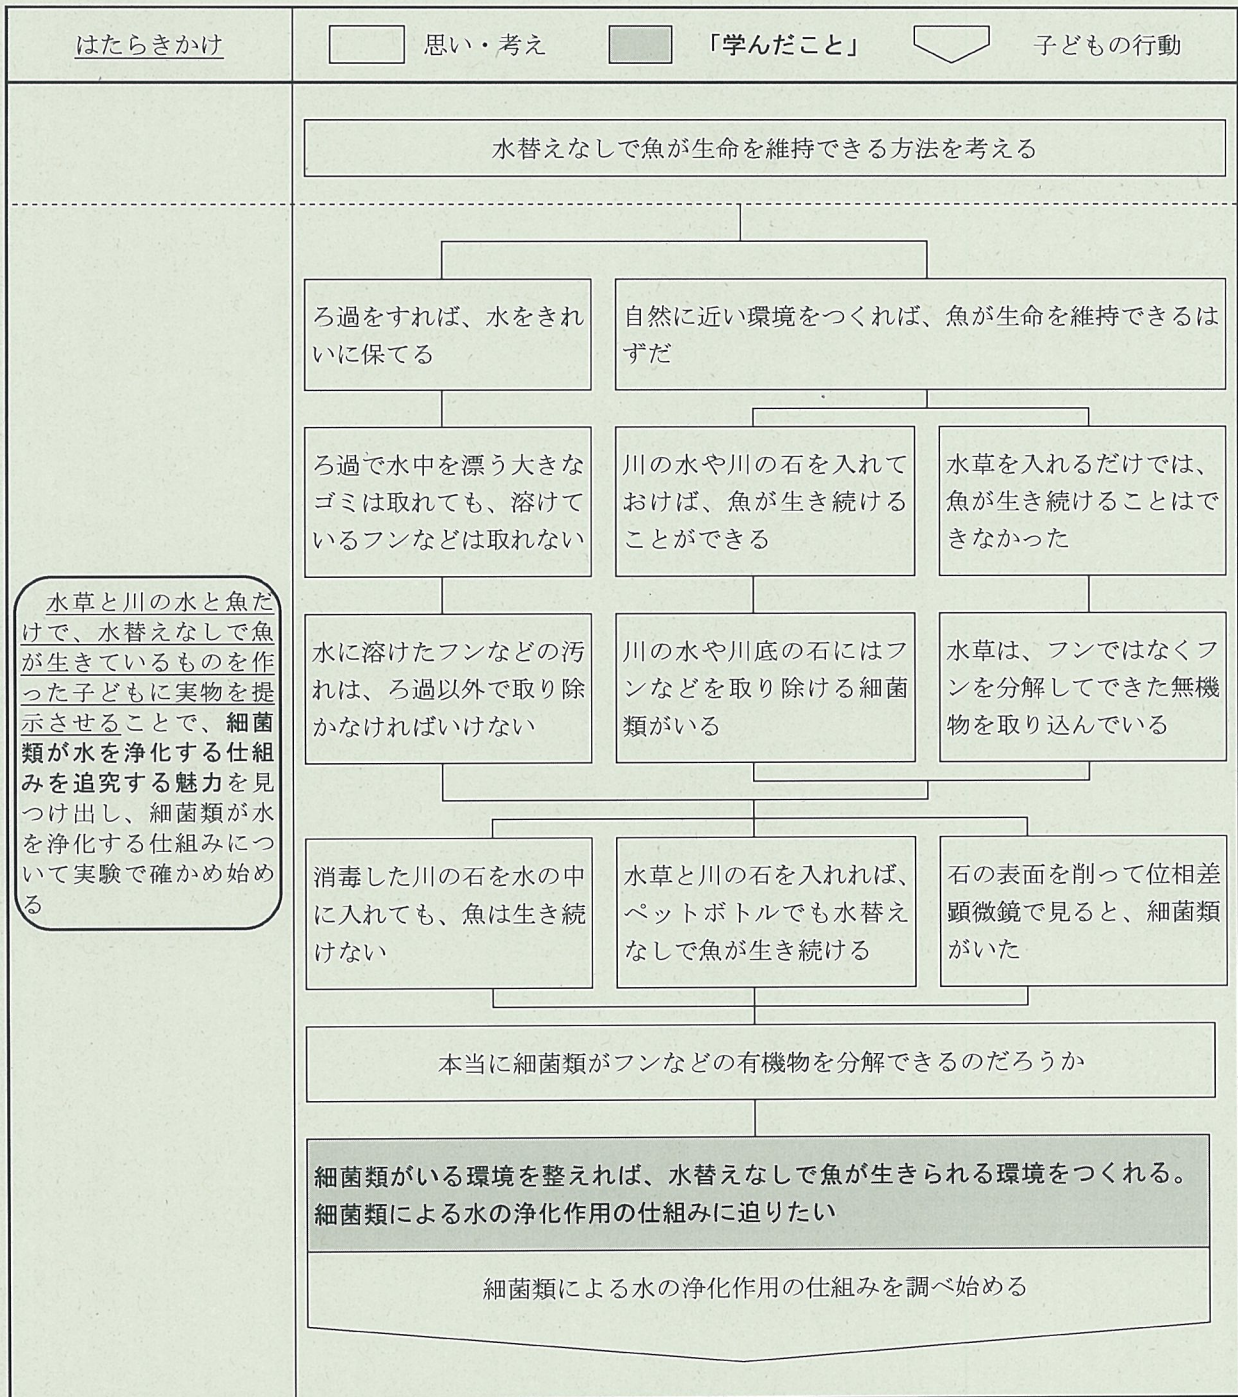 はたらきかけ
思い・考え
「学んだこと」
子どもの行動
水替えなしで魚が生命を維持できる方法を考える
ろ過をすれば、水をきれ
いに保てる
自然に近い環境をつくれば、魚が生命を維持できるは
ずだ
ろ過で水中を漂う大きな
ゴミは取れても、溶けて
いるフンなどは取れない
川の水や川の石を入れて
おけば、魚が生き続ける
ことができる
水草を入れるだけでは、
魚が生き続けることはで
きなかった
水草と川の水と魚だ
けで、水替えなしで魚
が生きているものを作
った子どもに実物を提
示させることで、細菌
類が水を浄化する仕組
みを追究する魅力を見
つけ出し、細菌類が水
を浄化する仕組みにつ
いて実験で確かめ始め
る
水に溶けたフンなどの汚
れは、ろ過以外で取り除
かなければいけない
川の水や川底の石にはフ
ンなどを取り除ける細菌
類がいる
水草は、フンではなくフ
ンを分解してできた無機
物を取り込んでいる
消毒した川の石を水の中
に入れても、魚は生き続
けない
水草と川の石を入れれば、
ペットボトルでも水替え
なしで魚が生き続ける
石の表面を削って位相差
顕微鏡で見ると、細菌類
がいた
本当に細菌類がフンなどの有機物を分解できるのだろうか
細菌類がいる環境を整えれば、水替えなしで魚が生きられる環境をつくれる。
細菌類による水の浄化作用の仕組みに迫りたい
細菌類による水の浄化作用の仕組みを調べ始める